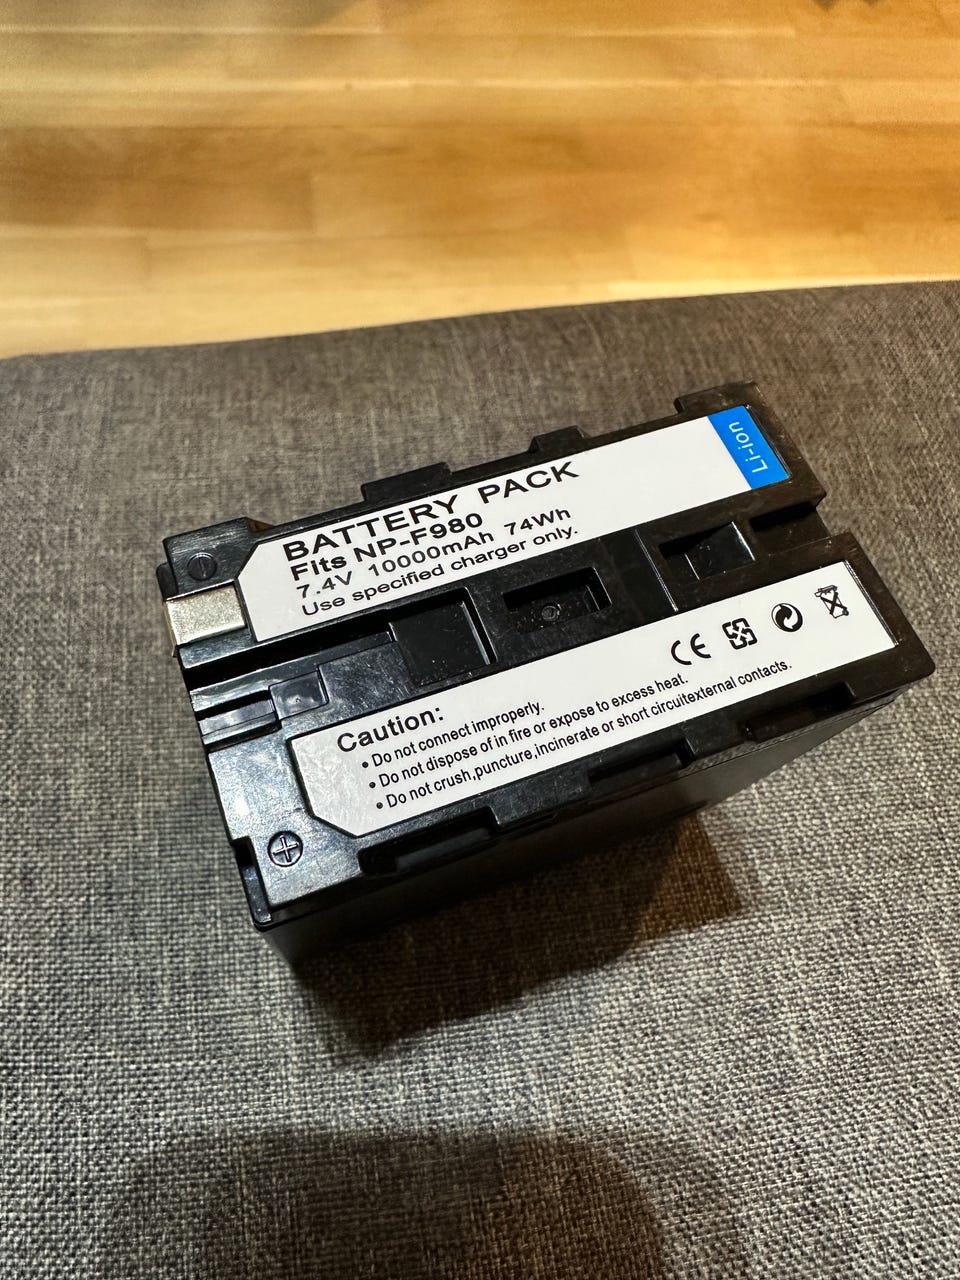 BATTERY PACK
Fits NP-F980
7.4V 10000mAh 74Wh
Use specified charger only.
Li-ion
Caution:
• Do not connect improperly.
• Do not dispose of in fire or expose to excess heat.
• Do not crush,puncture,incinerate or short circuitexternal contacts.
CE